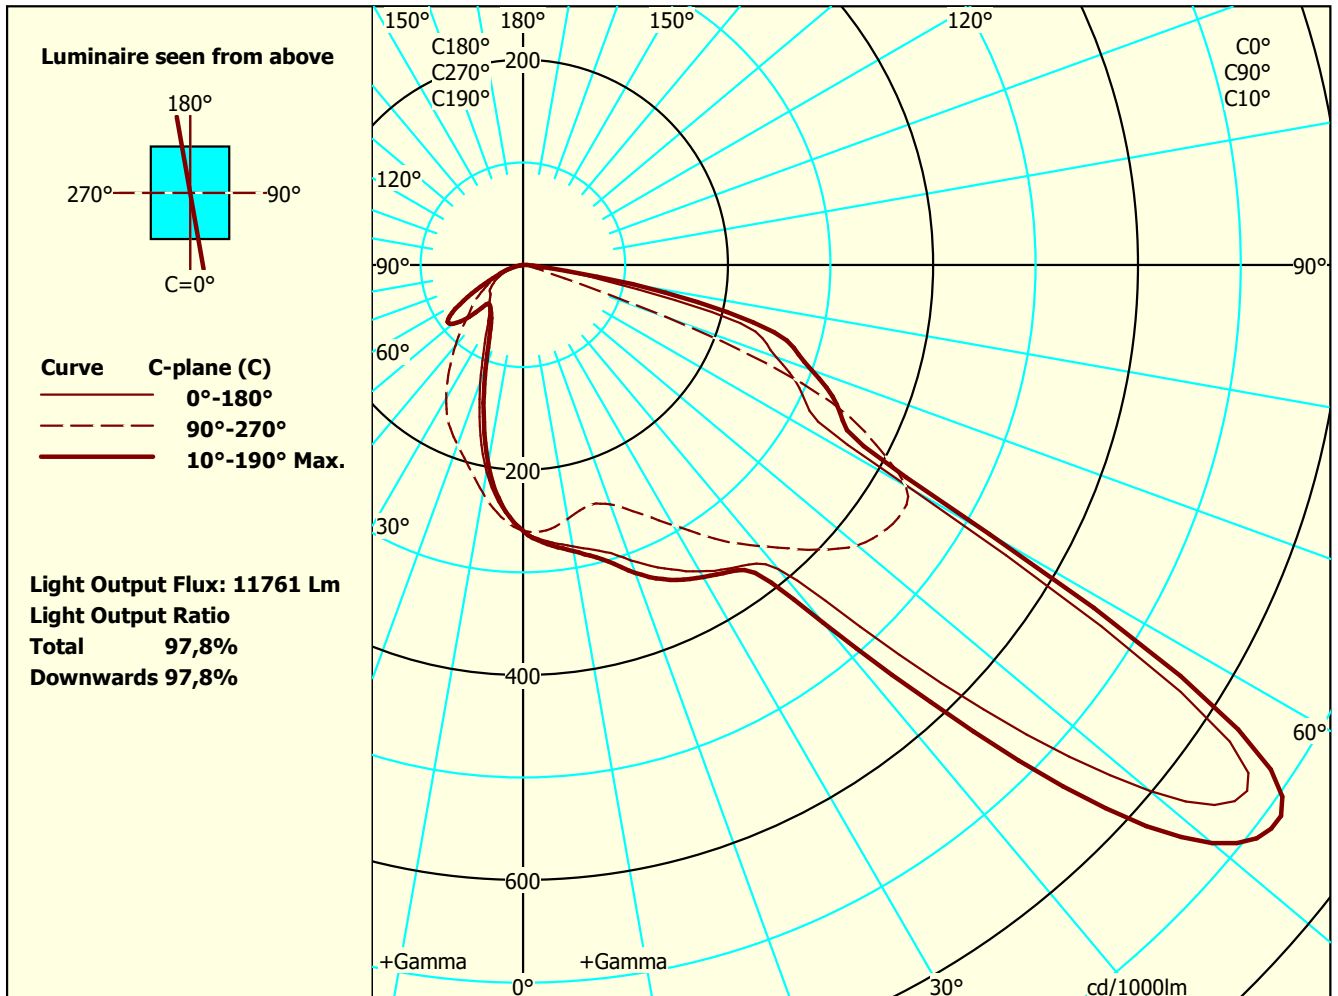 Luminaire seen from above
180°
270°
90°
C=0°
Curve C-plane (C)
0°-180°
90°-270°
10°-190° Max.
Light Output Flux: 11761 Lm
Light Output Ratio
Total 97,8%
Downwards 97,8%
150° 180° 150° 120°
C180° C0°
C270° C90°
C190° C10°
200
120°
90° 90°
60°
200
30°
400
60°
600
+Gamma +Gamma
0° 30° cd/1000lm